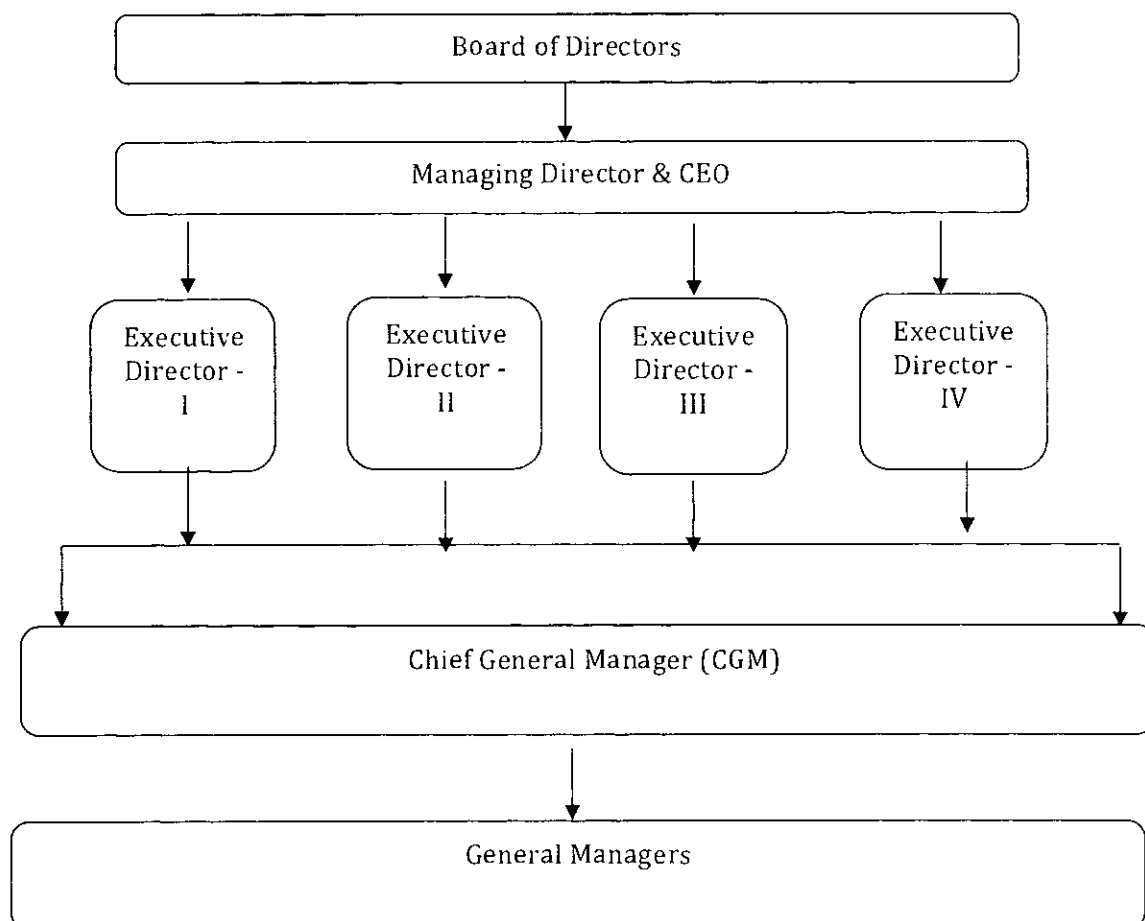 Board of Directors
Managing Director & CEO
Executive
Director -
I
Executive
Director -
II
Executive
Director -
III
Executive
Director -
IV
Chief General Manager (CGM)
General Managers